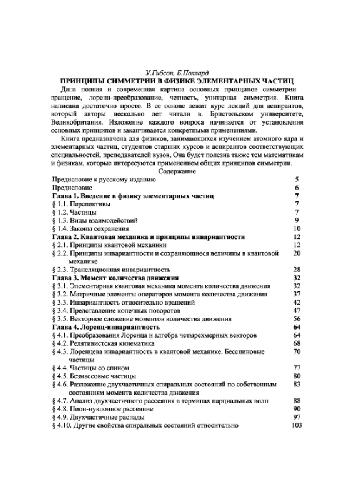 У.Гибсон, Б.Поллард
ПРИНЦИПЫ СИММЕТРИИ В ФИЗИКЕ ЭЛЕМЕНТАРНЫХ ЧАСТИЦ
Дана полная и современная картина основных принципов симметрии –
вращение, лоренц-преобразование, четность, унитарная симметрия. Книга
написана достаточно просто. В ее основе лежит курс лекций для аспирантов,
который авторы несколько лет читали в Бристольском университете,
Великобритания. Изложение каждого вопроса начинается от установления
основных принципов и заканчивается конкретными применениями.
Книга предназначена для физиков, занимающихся изучением атомного ядра и
элементарных частиц, студентов старших курсов и аспирантов соответствующих
специальностей, преподавателей вузов. Она будет полезна также тем математикам
и физикам, которые интересуются применением общих принципов симметрии.
Содержание
Предисловие к русскому изданию 5
Предисловие 6
Глава 1. Введение в физику элементарных частиц 7
§ 1.1. Перспективы 7
§ 1.2. Частицы 7
§ 1.3. Виды взаимодействий 9
§ 1.4. Законы сохранения 10
Глава 2. Квантовая механика и принципы инвариантности 12
§ 2.1. Принципы квантовой механики 12
§ 2.2. Принципы инвариантности и сохраняющиеся величины в квантовой 20
механике
§ 2.3. Трансляционная инвариантность 28
Глава 3. Момент количества движения 32
§ 3.1. Элементарная квантовая механика момента количества движения 32
§ 3.2. Матричные элементы операторов момента количества движения 37
§ 3.3. Инвариантность относительно вращений 42
§ 3.4. Представление конечных поворотов 47
§ 3.5. Векторное сложение моментов количества движения 56
Глава 4. Лоренц-инвариантность 64
§ 4.1. Преобразования Лоренца и алгебра четырехмерных векторов 64
§ 4.2. Релятивистская кинематика 68
§ 4.3. Лоренцева инвариантность в квантовой механике. Бесспиновые 70
частицы
§ 4.4. Частицы со спином 77
§ 4.5. Безмассовые частицы 80
§ 4.6. Разложение двухчастичных спиральных состояний по собственным 83
состояниям момента количества движения
§ 4.7. Анализ двухчастичного рассеяния в терминах парциальных волн 88
§ 4.8. Пион-нуклонное рассеяние 90
§ 4.9. Двухчастичные распады 97
§ 4.10. Другие свойства спиральных состояний относительно 103